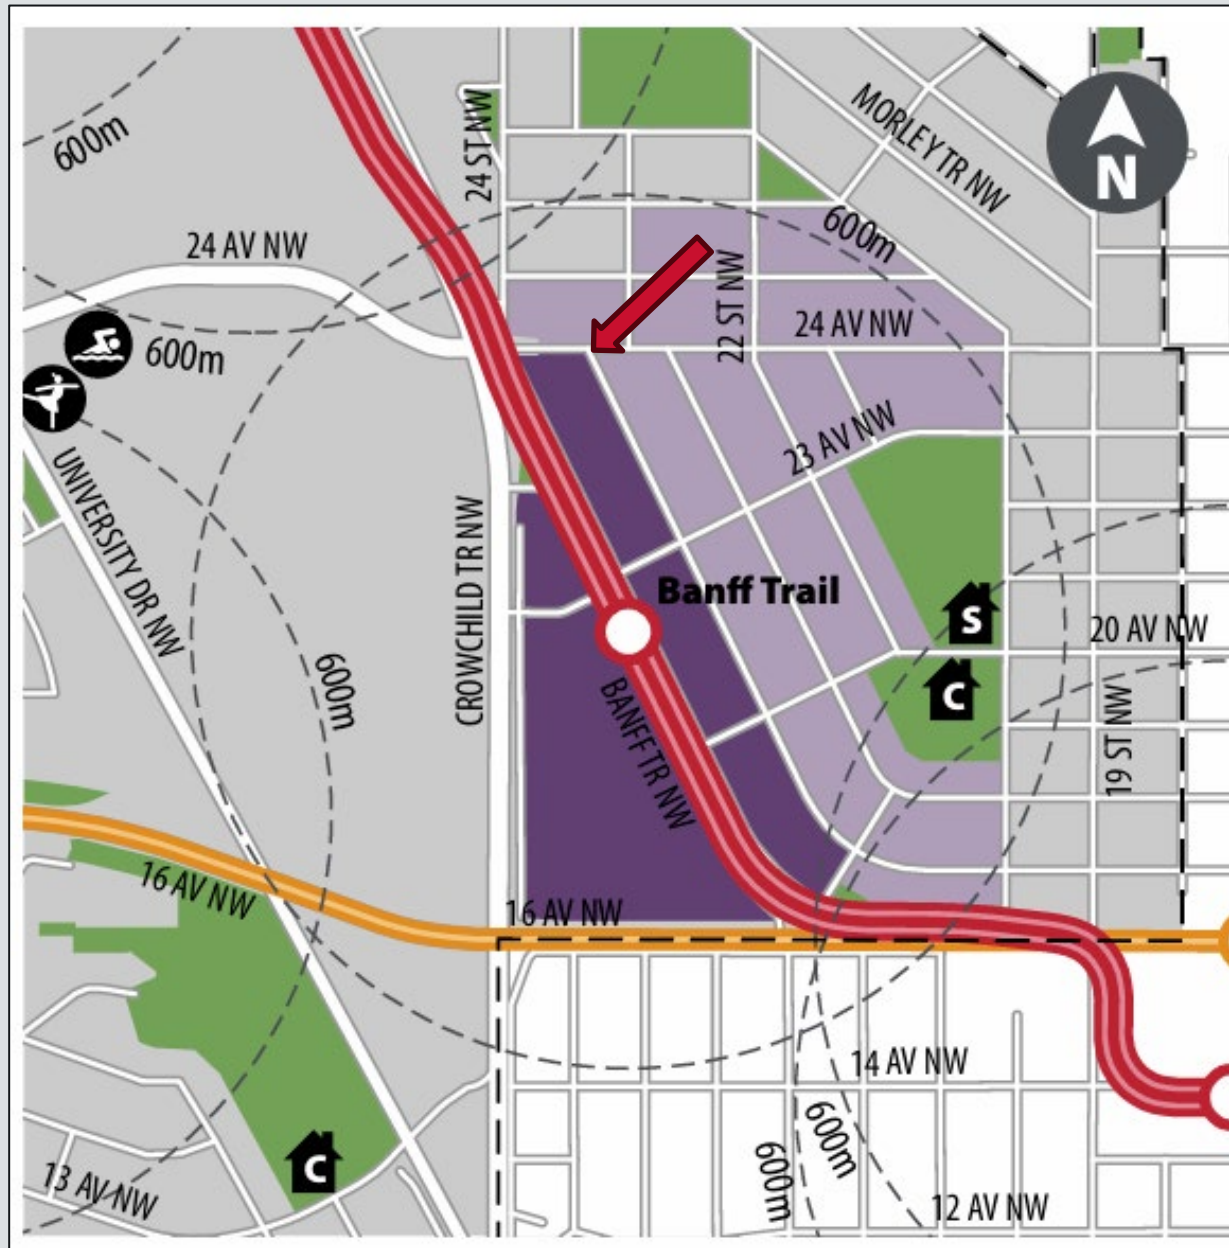 600m
24 ST NW
MORLEY TR NW
N
24 AV NW
600m
600m
22 ST NW
24 AV NW
23 AV NW
UNIVERSITY DR NW
CROWCHILD TR NW
Banff Trail
S
20 AV NW
600m
C
BANFF TR NW
19 ST NW
16 AV NW
16 AV NW
14 AV NW
600m
600m
C
13 AV NW
12 AV NW